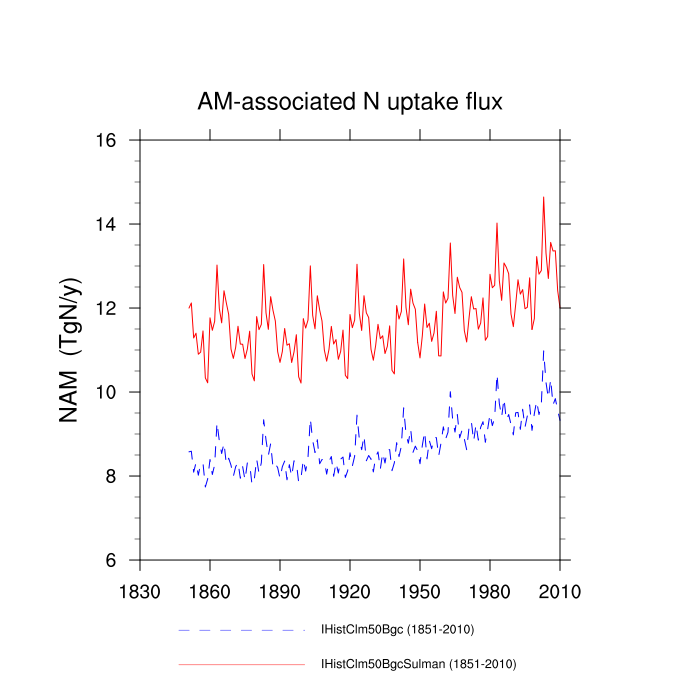 AM-associated N uptake flux
16
14
12
10
8
6
NAM (TgN/y)
1830 1860 1890 1920 1950 1980 2010
IHistClm50Bgc (1851-2010)
IHistClm50BgcSulman (1851-2010)